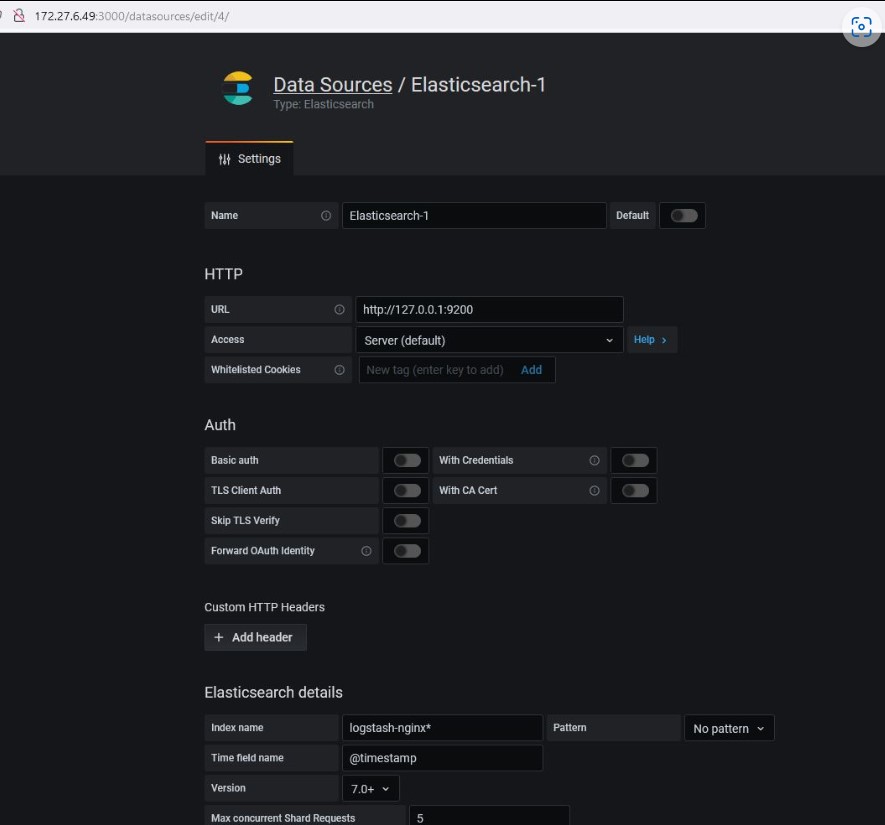 172.27.6.49:3000/datasources/edit/4/
Data Sources / Elasticsearch-1
Type: Elasticsearch
Settings
Name Elasticsearch-1 Default
HTTP
URL http://127.0.0.1:9200
Access Server (default) Help >
Whitelisted Cookies New tag (enter key to add) Add
Auth
Basic auth With Credentials
TLS Client Auth With CA Cert
Skip TLS Verify
Forward OAuth Identity
Custom HTTP Headers
+ Add header
Elasticsearch details
Index name logstash-nginx* Pattern No pattern
Time field name @timestamp
Version 7.0+
Max concurrent Shard Requests 5